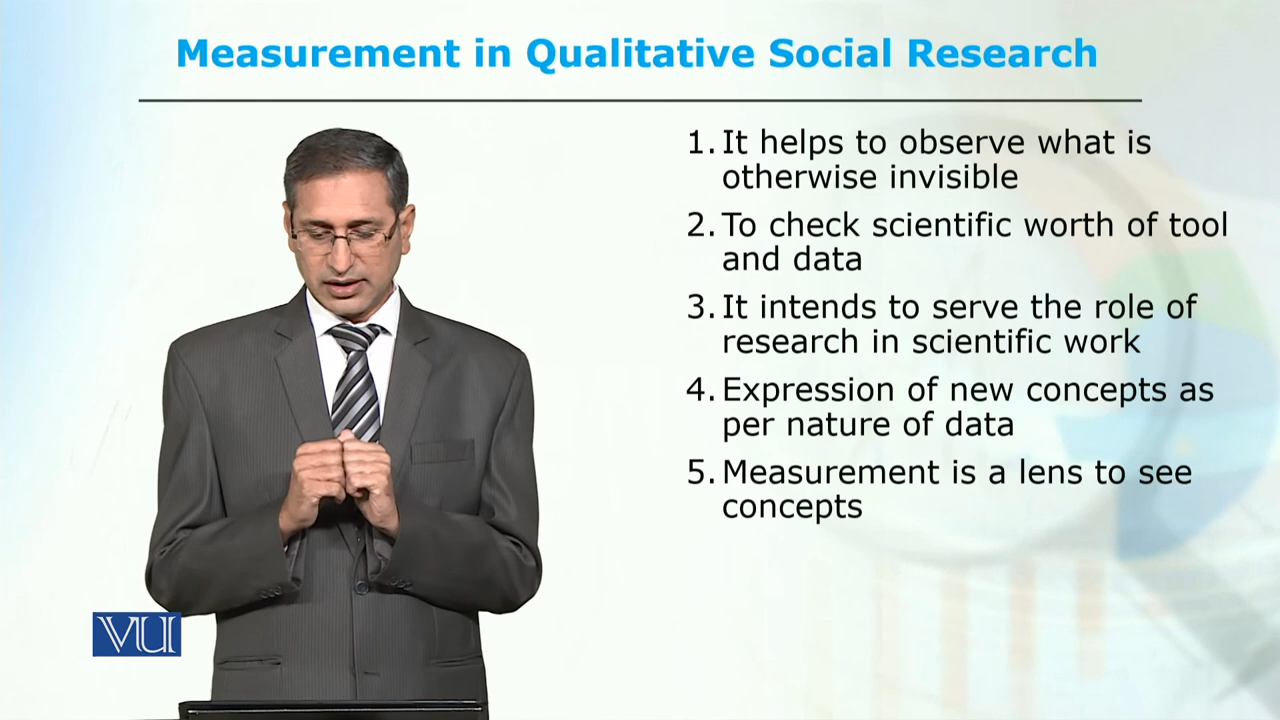 Measurement in Qualitative Social Research
1. It helps to observe what is
otherwise invisible
2. To check scientific worth of tool
and data
3. It intends to serve the role of
research in scientific work
4. Expression of new concepts as
per nature of data
5. Measurement is a lens to see
concepts
VU